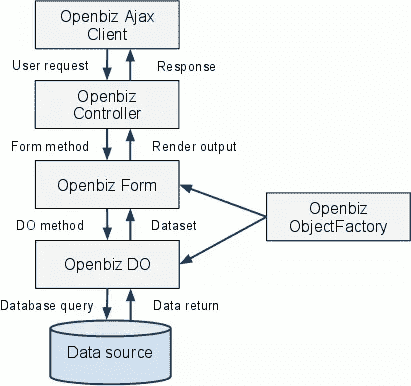 Openbiz Ajax
Client
User request
Response
Openbiz
Controller
Form method
Render output
Openbiz Form
Openbiz
ObjectFactory
DO method
Dataset
Openbiz DO
Database query
Data return
Data source